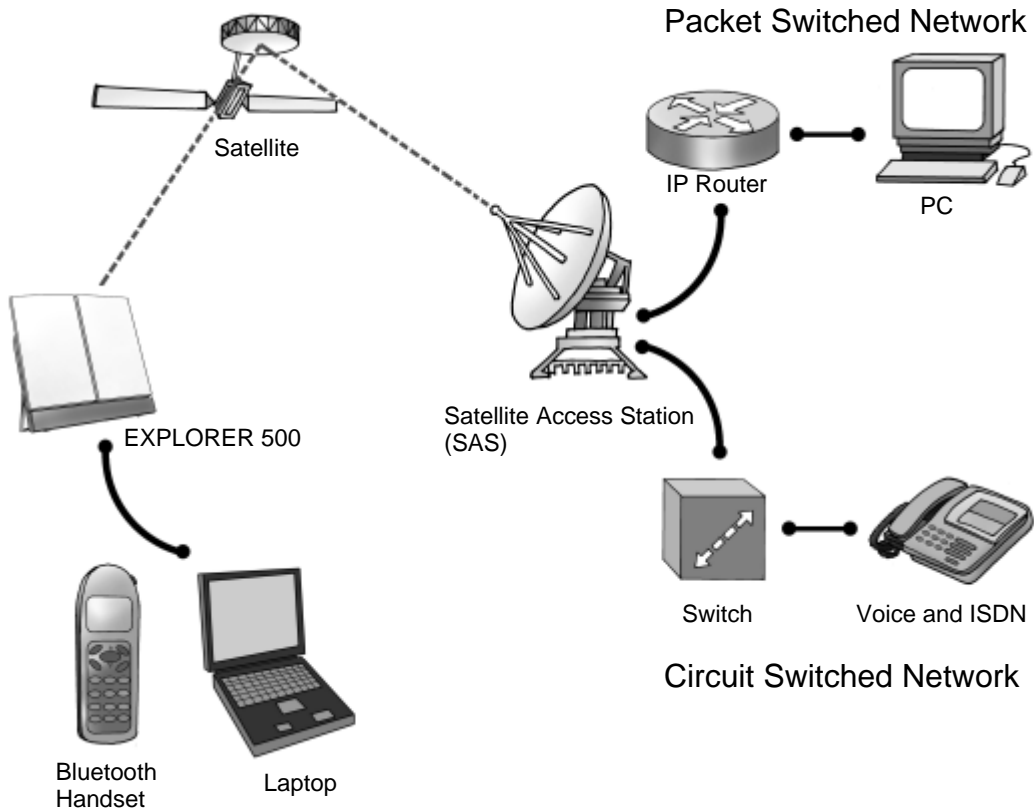 Packet Switched Network
Satellite
IP Router
PC
Satellite Access Station
(SAS)
EXPLORER 500
Switch
Voice and ISDN
Circuit Switched Network
Bluetooth
Handset
Laptop